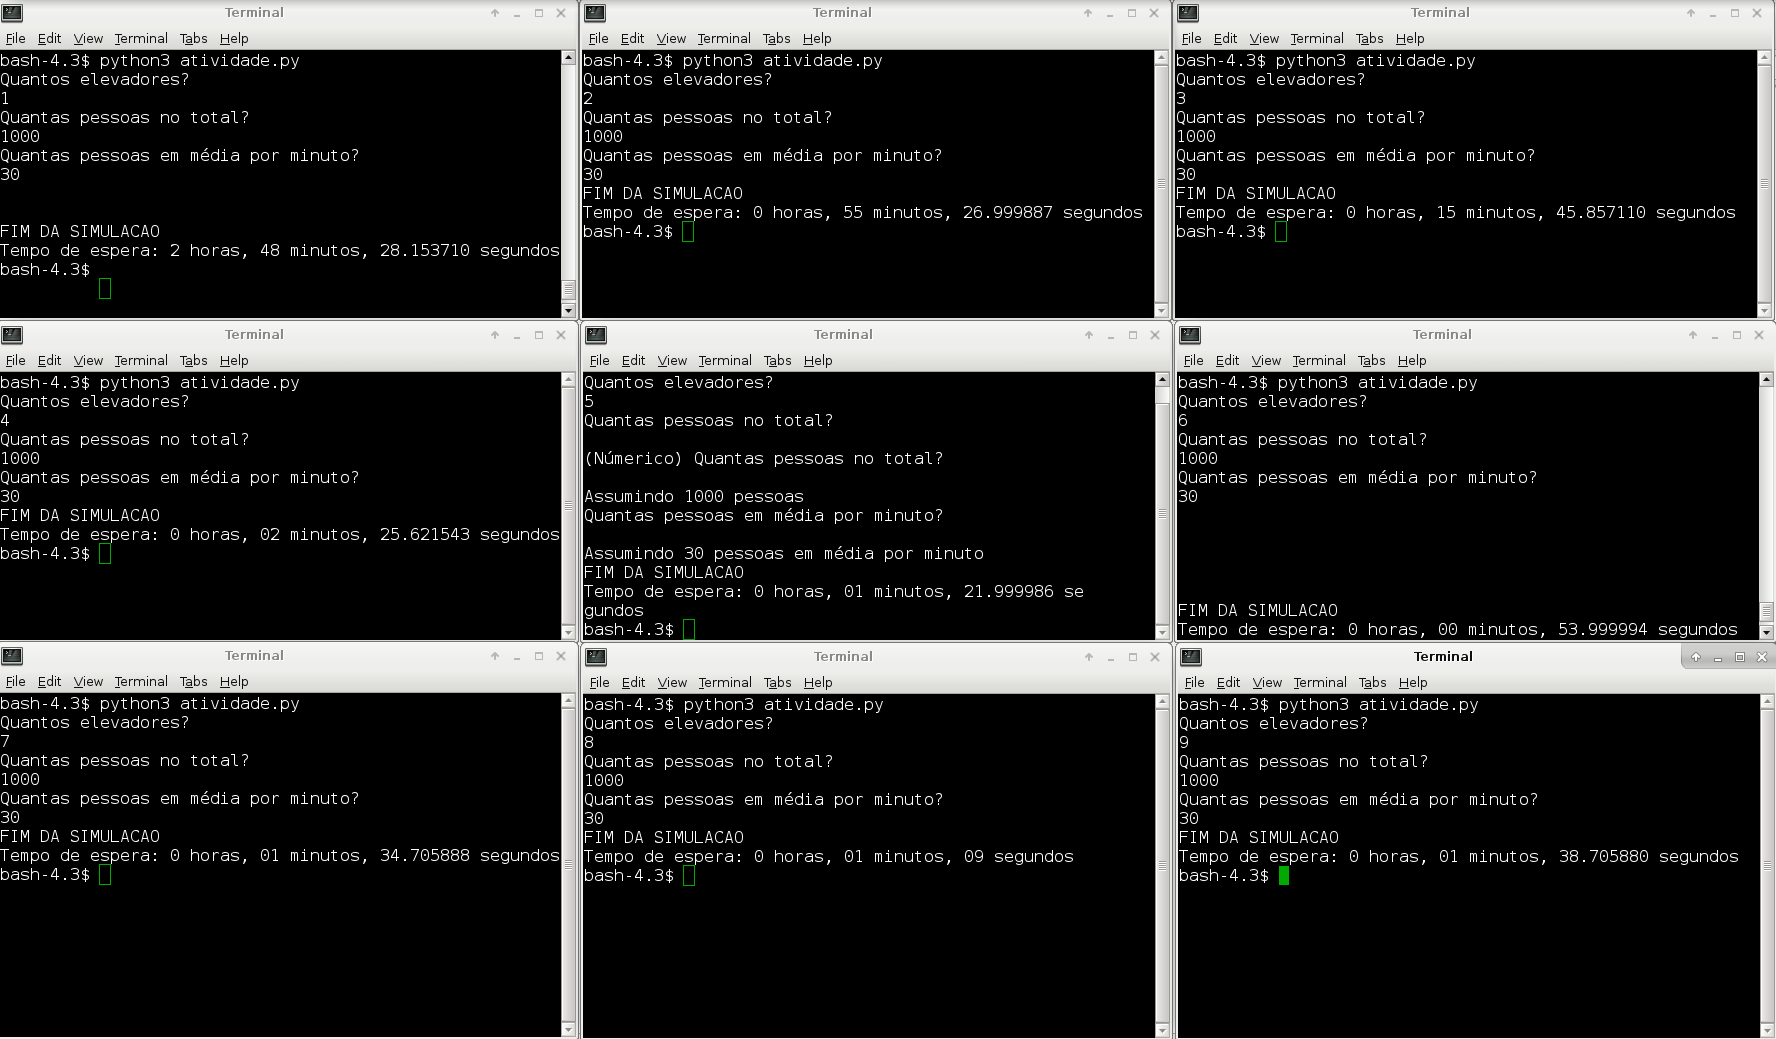 Terminal
File Edit View Terminal Tabs Help
bash-4.3$ python3 atividade.py
Quantos elevadores?
1
Quantas pessoas no total?
1000
Quantas pessoas em média por minuto?
30
FIM DA SIMULACAO
Tempo de espera: 2 horas, 48 minutos, 28.153710 segundos
bash-4.3$
Terminal
File Edit View Terminal Tabs Help
bash-4.3$ python3 atividade.py
Quantos elevadores?
2
Quantas pessoas no total?
1000
Quantas pessoas em média por minuto?
30
FIM DA SIMULACAO
Tempo de espera: 0 horas, 55 minutos, 26.999887 segundos
bash-4.3$
Terminal
File Edit View Terminal Tabs Help
bash-4.3$ python3 atividade.py
Quantos elevadores?
3
Quantas pessoas no total?
1000
Quantas pessoas em média por minuto?
30
FIM DA SIMULACAO
Tempo de espera: 0 horas, 15 minutos, 45.857110 segundos
bash-4.3$
Terminal
File Edit View Terminal Tabs Help
bash-4.3$ python3 atividade.py
Quantos elevadores?
4
Quantas pessoas no total?
1000
Quantas pessoas em média por minuto?
30
FIM DA SIMULACAO
Tempo de espera: 0 horas, 02 minutos, 25.621543 segundos
bash-4.3$
Terminal
File Edit View Terminal Tabs Help
Quantos elevadores?
5
Quantas pessoas no total?
(Númerico) Quantas pessoas no total?
Assumindo 1000 pessoas
Quantas pessoas em média por minuto?
Assumindo 30 pessoas em média por minuto
FIM DA SIMULACAO
Tempo de espera: 0 horas, 01 minutos, 21.999986 se
gundos
bash-4.3$
Terminal
File Edit View Terminal Tabs Help
bash-4.3$ python3 atividade.py
Quantos elevadores?
6
Quantas pessoas no total?
1000
Quantas pessoas em média por minuto?
30
FIM DA SIMULACAO
Tempo de espera: 0 horas, 00 minutos, 53.999994 segundos
Terminal
File Edit View Terminal Tabs Help
bash-4.3$ python3 atividade.py
Quantos elevadores?
7
Quantas pessoas no total?
1000
Quantas pessoas em média por minuto?
30
FIM DA SIMULACAO
Tempo de espera: 0 horas, 01 minutos, 34.705888 segundos
bash-4.3$
Terminal
File Edit View Terminal Tabs Help
bash-4.3$ python3 atividade.py
Quantos elevadores?
8
Quantas pessoas no total?
1000
Quantas pessoas em média por minuto?
30
FIM DA SIMULACAO
Tempo de espera: 0 horas, 01 minutos, 09 segundos
bash-4.3$
Terminal
File Edit View Terminal Tabs Help
bash-4.3$ python3 atividade.py
Quantos elevadores?
9
Quantas pessoas no total?
1000
Quantas pessoas em média por minuto?
30
FIM DA SIMULACAO
Tempo de espera: 0 horas, 01 minutos, 38.705880 segundos
bash-4.3$